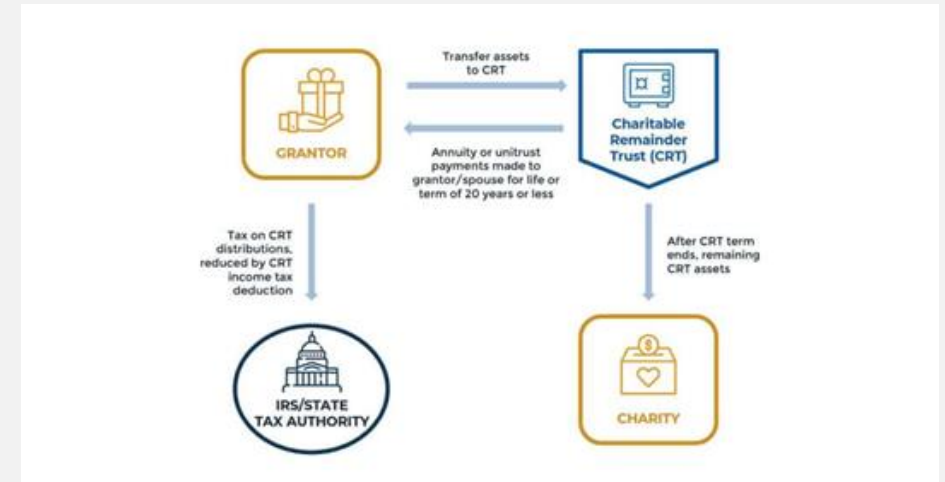 Transfer assets
to CRT
GRANTOR
Charitable
Remainder
Trust (CRT)
Annuity or unitrust
payments made to
grantor/spouse for life or
term of 20 years or less
Tax on CRT
distributions,
reduced by CRT
income tax
deduction
After CRT term
ends, remaining
CRT assets
IRS/STATE
TAX AUTHORITY
$
CHARITY